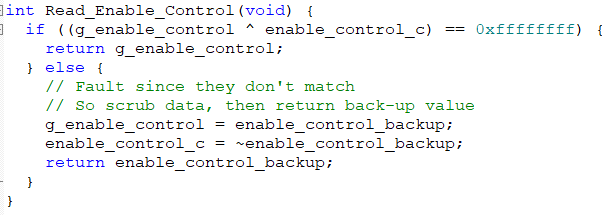 int Read_Enable_Control(void) {
if ((g_enable_control ^ enable_control_c) == 0xffffffff) {
return g_enable_control;
} else {
// Fault since they don't match
// So scrub data, then return back-up value
g_enable_control = enable_control_backup;
enable_control_c = ~enable_control_backup;
return enable_control_backup;
}
}